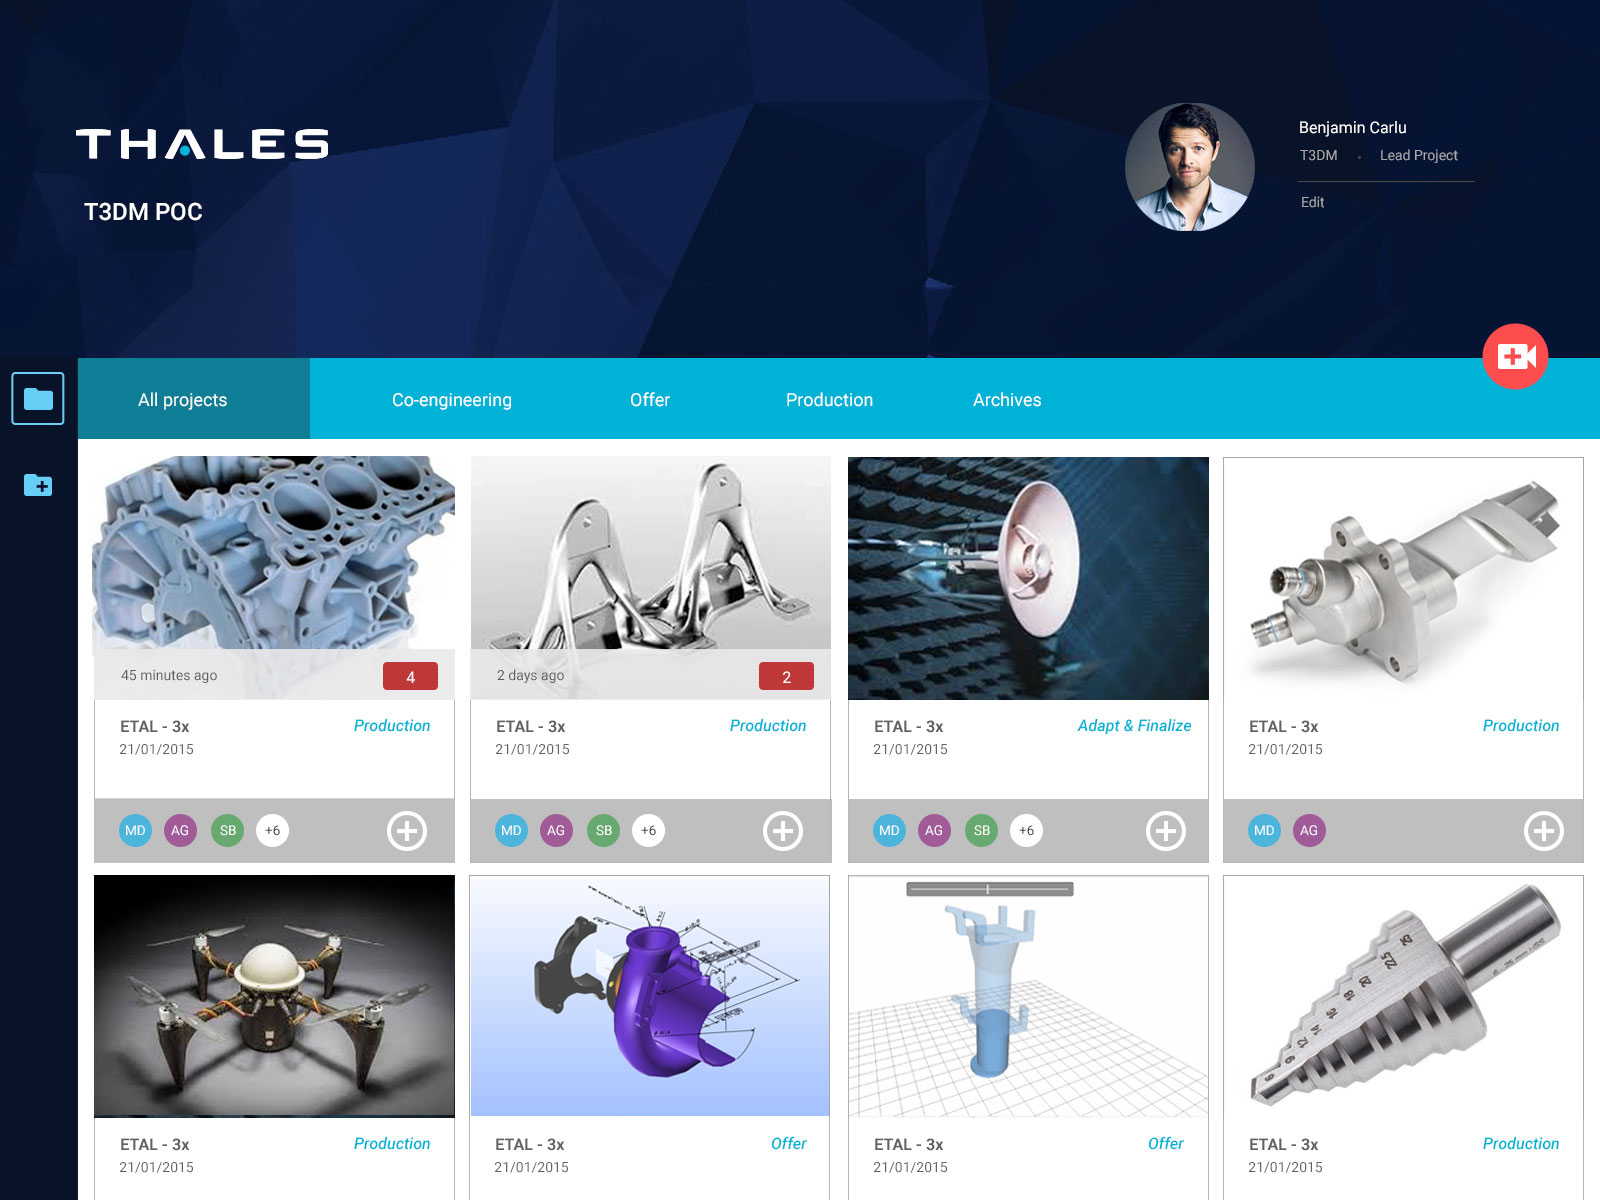 THALES
T3DM POC
Benjamin Carlu
T3DM . Lead Project
Edit
All projects Co-engineering Offer Production Archives
45 minutes ago 4
2 days ago 2
ETAL - 3x Production
21/01/2015
ETAL - 3x Production
21/01/2015
ETAL - 3x Adapt & Finalize
21/01/2015
ETAL - 3x Production
21/01/2015
MD AG SB +6
MD AG SB +6
MD AG SB +6
MD AG
ETAL - 3x Production
21/01/2015
ETAL - 3x Offer
21/01/2015
ETAL - 3x Offer
21/01/2015
ETAL - 3x Production
21/01/2015